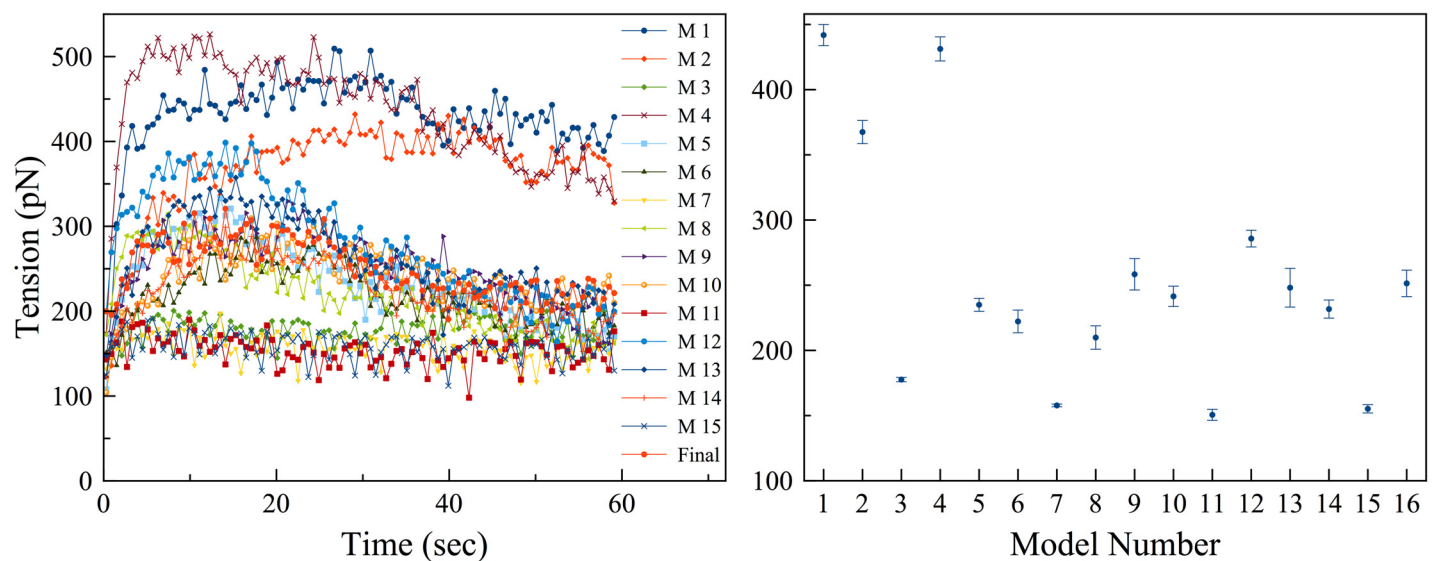 Tension (pN)
500
400
300
200
100
0
0 20 40 60
Time (sec)
M 1
M 2
M 3
M 4
M 5
M 6
M 7
M 8
M 9
M 10
M 11
M 12
M 13
M 14
M 15
Final
400
300
200
100
1 2 3 4 5 6 7 8 9 10 11 12 13 14 15 16
Model Number